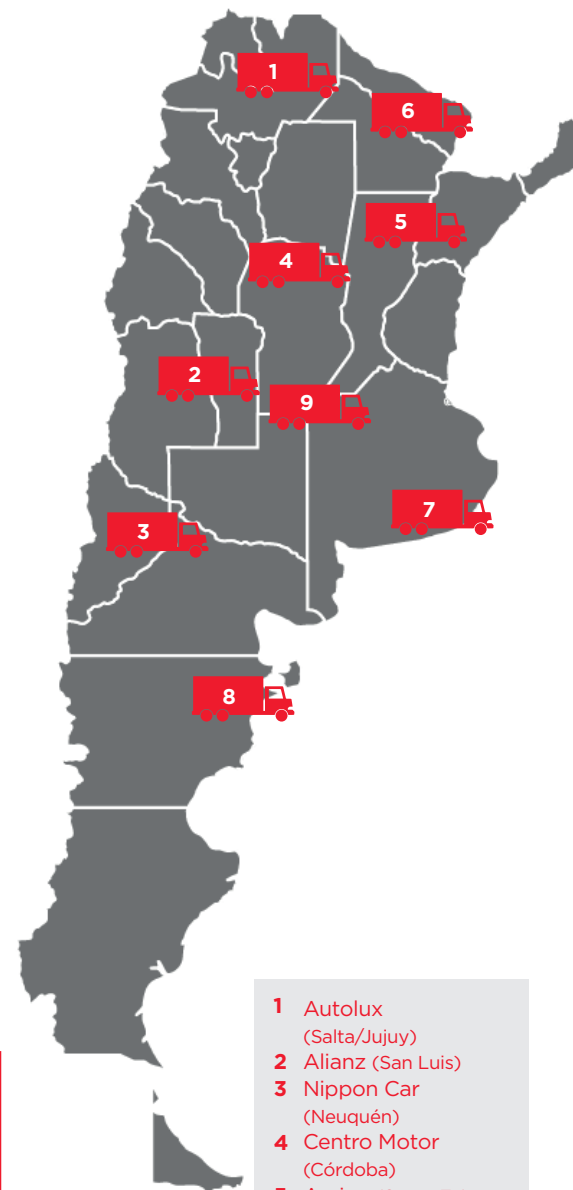 1
6
5
4
2
9
7
3
8
1 Autolux
(Salta/Jujuy)
2 Alianz (San Luis)
3 Nippon Car
(Neuquén)
4 Centro Motor
(Córdoba)